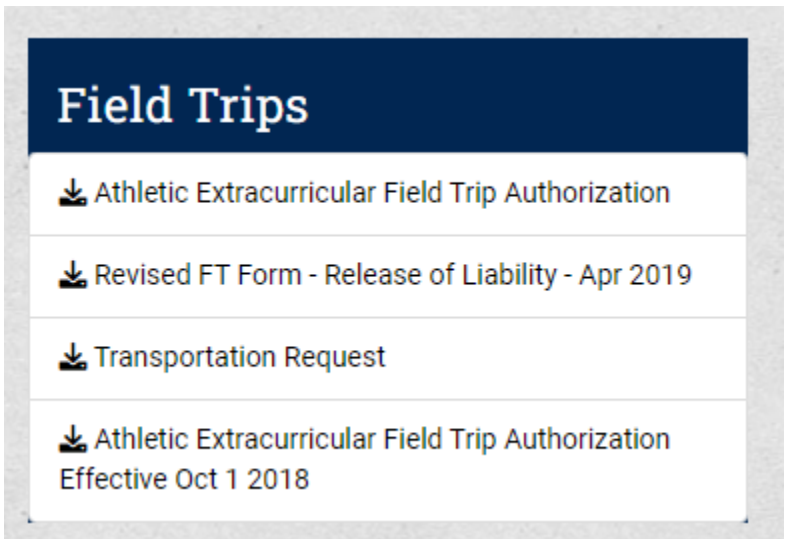 Field Trips
Athletic Extracurricular Field Trip Authorization
Revised FT Form - Release of Liability - Apr 2019
Transportation Request
Athletic Extracurricular Field Trip Authorization
Effective Oct 1 2018